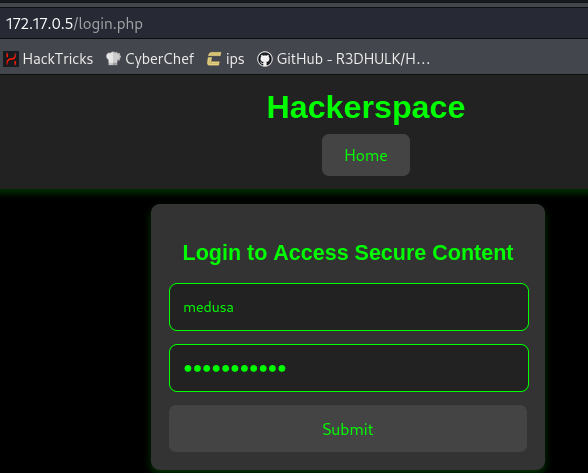 172.17.0.5/login.php
HackTricks CyberChef ips GitHub - R3DHULK/H...
Hackerspace
Home
Login to Access Secure Content
medusa
●●●●●●●●●●●
Submit